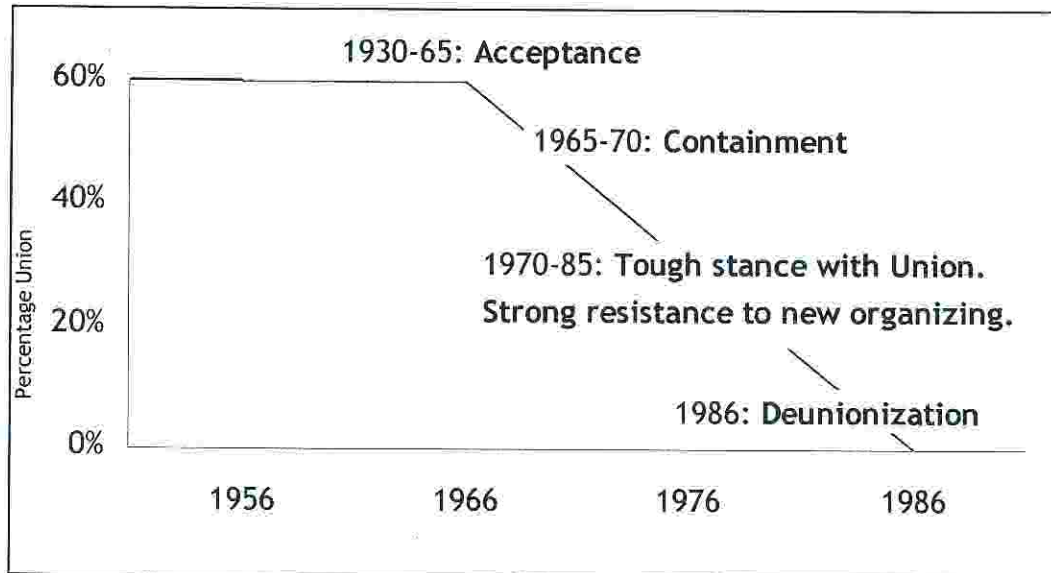 1930-65: Acceptance
60%
1965-70: Containment
40%
1970-85: Tough stance with Union.
Strong resistance to new organizing.
20%
Percentage Union
1986: Deunionization
0%
1956 1966 1976 1986